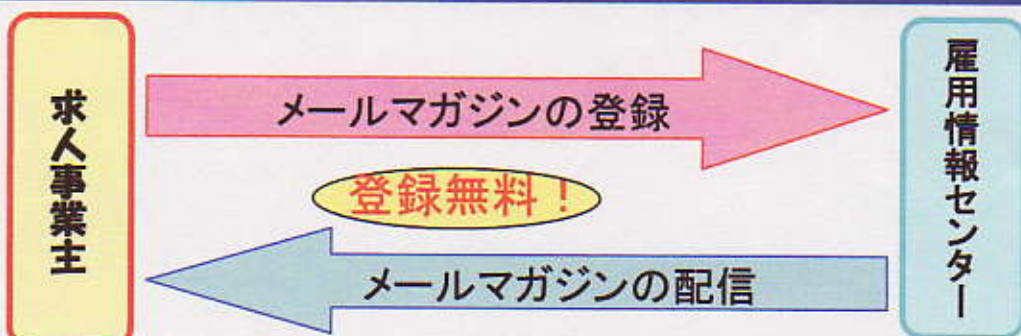 求人事業主
メールマガジンの登録
登録無料！
メールマガジンの配信
雇用情報センター